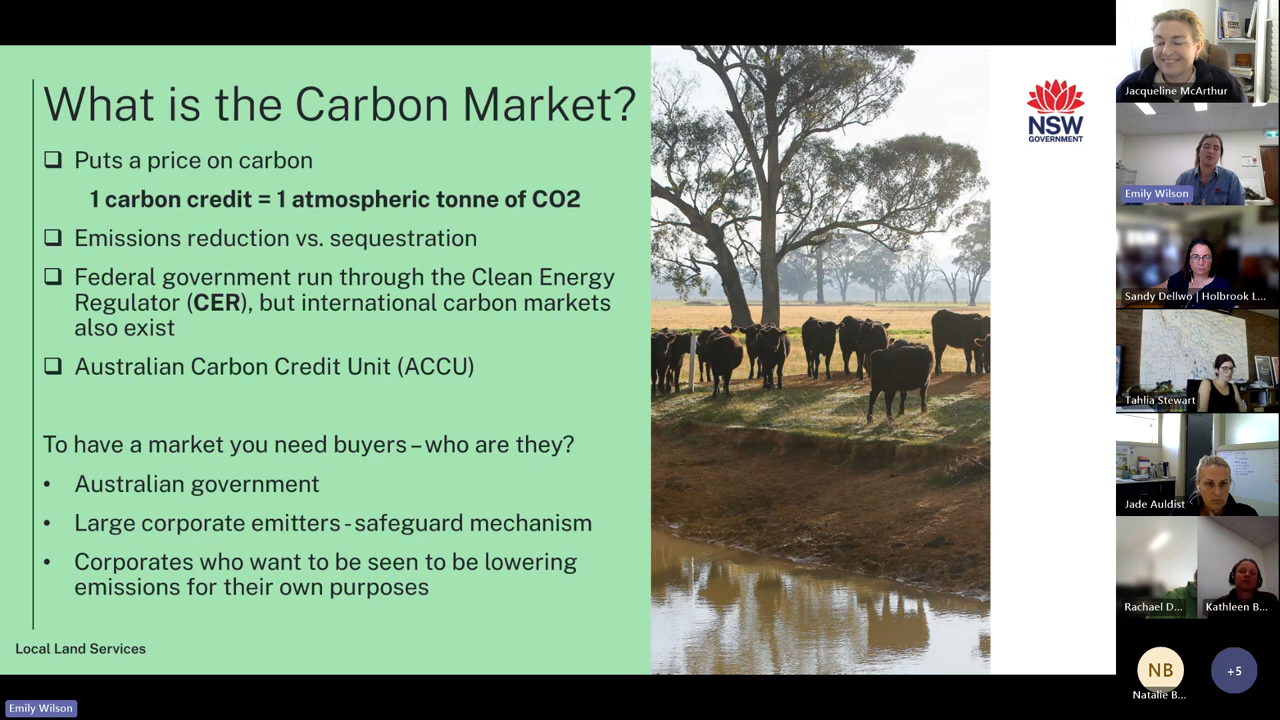 What is the Carbon Market?
Puts a price on carbon
1 carbon credit = 1 atmospheric tonne of CO2
Emissions reduction vs. sequestration
Federal government run through the Clean Energy
Regulator (CER), but international carbon markets
also exist
Australian Carbon Credit Unit (ACCU)
To have a market you need buyers – who are they?
• Australian government
• Large corporate emitters - safeguard mechanism
• Corporates who want to be seen to be lowering
emissions for their own purposes
Local Land Services
NSW
GOVERNMENT
Jacqueline McArthur
Emily Wilson
Sandy Dellwo | Holbrook L...
Tahlia Stewart
Jade Auldist
Rachael D...
Kathleen B...
NB
Natalie B...
+5
Emily Wilson